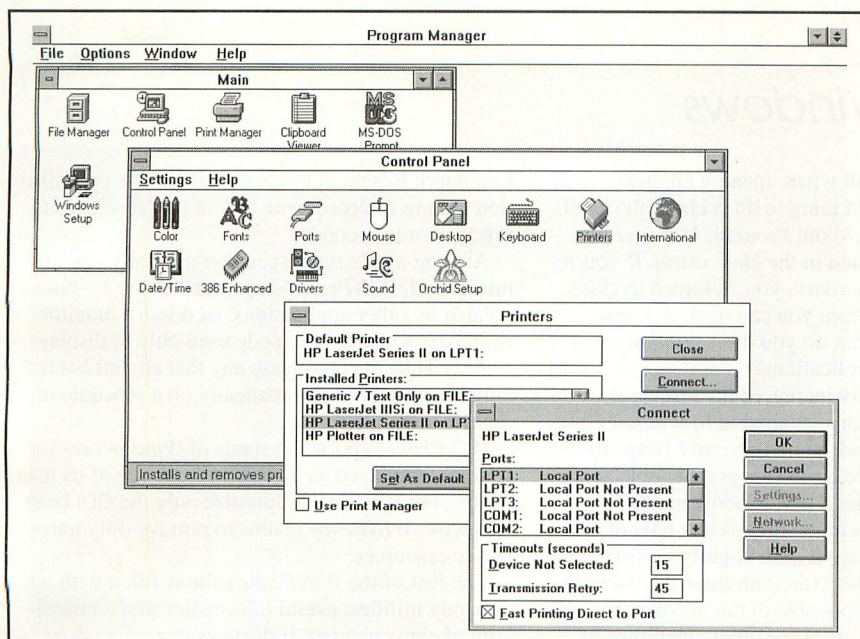 Program Manager
File Options Window Help
Main
File Manager
Control Panel
Print Manager
Clipboard Viewer
MS-DOS Prompt
Windows Setup
Control Panel
Settings Help
Color
Fonts
Ports
Mouse
Desktop
Keyboard
Printers
International
Date/Time
386 Enhanced
Drivers
Sound
Orchid Setup
Installs and removes pri
Printers
Default Printer
HP LaserJet Series II on LPT1:
Installed Printers:
Generic / Text Only on FILE:
HP LaserJet IIISi on FILE:
HP LaserJet Series II on LP
HP Plotter on FILE:
Set As Default
Use Print Manager
Close
Connect...
Connect
HP LaserJet Series II
Ports:
LPT1: Local Port
LPT2: Local Port Not Present
LPT3: Local Port Not Present
COM1: Local Port
COM2: Local Port
Timeouts (seconds)
Device Not Selected: 15
Transmission Retry: 45
Fast Printing Direct to Port
OK
Cancel
Settings...
Network...
Help